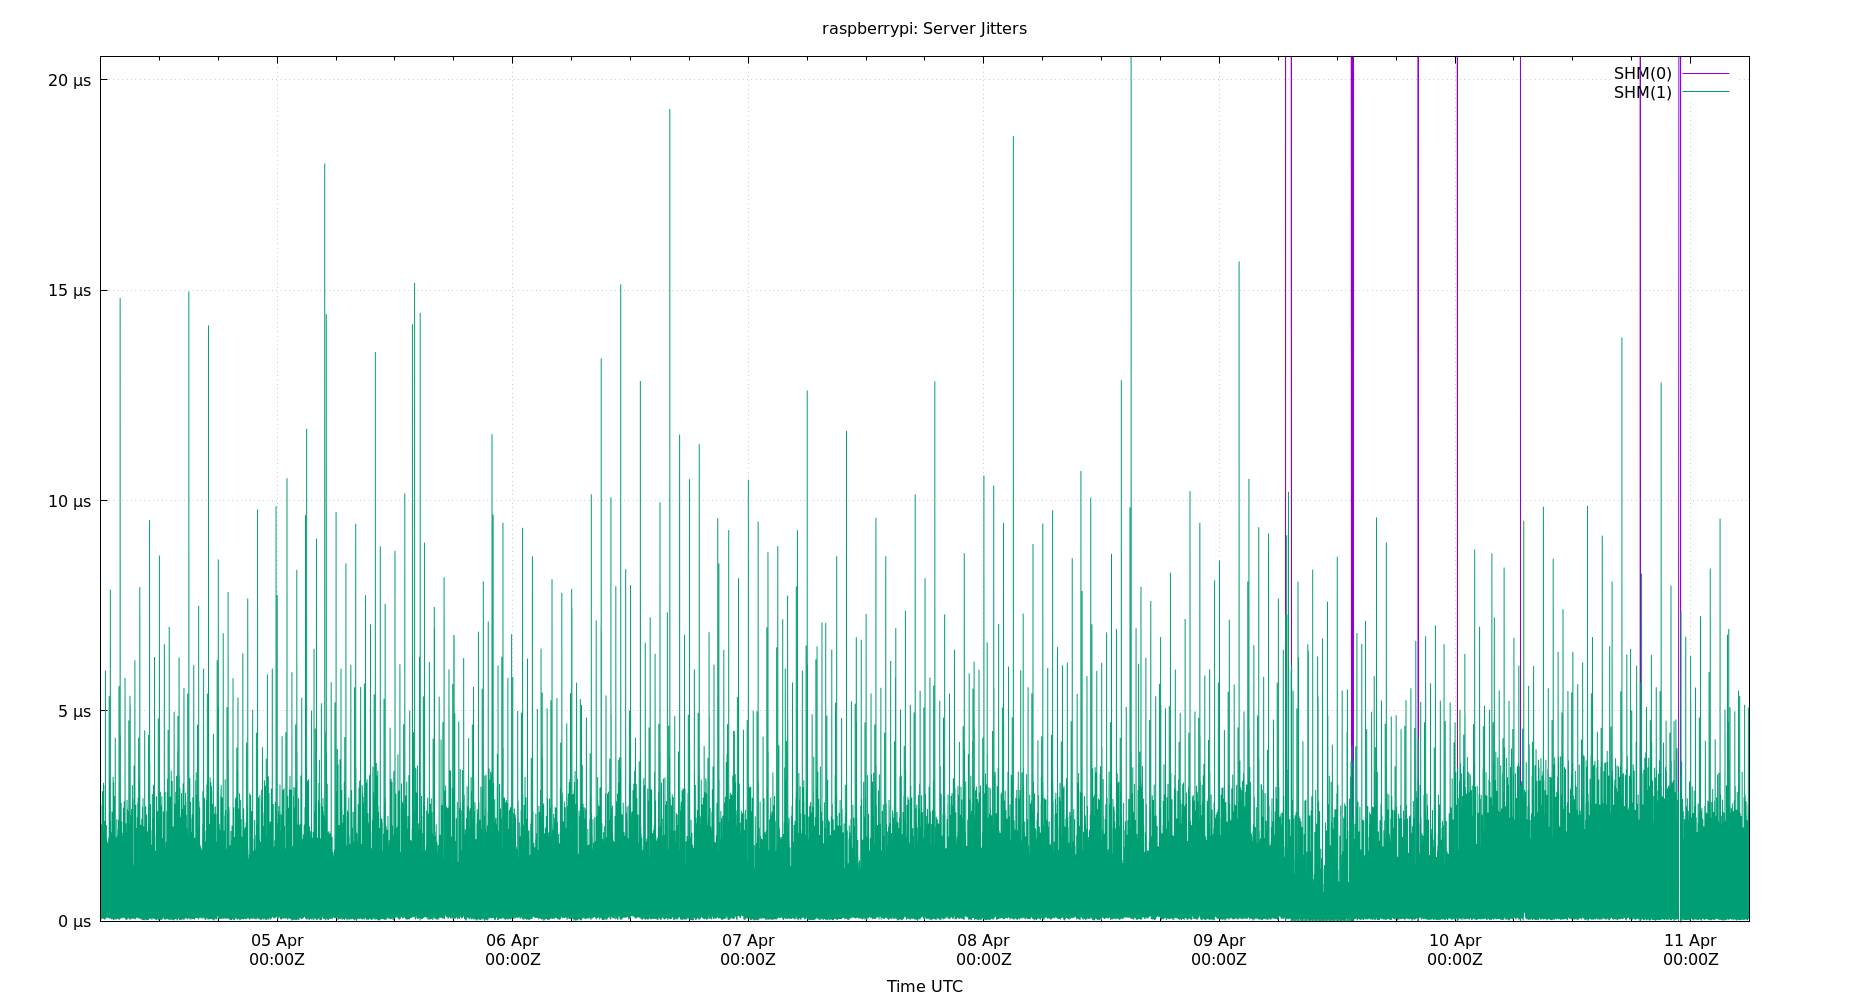 raspberrypi: Server Jitters
20 µs
SHM(0)
SHM(1)
15 µs
10 µs
5 µs
0 µs
05 Apr 06 Apr 07 Apr 08 Apr 09 Apr 10 Apr 11 Apr
00:00Z 00:00Z 00:00Z 00:00Z 00:00Z 00:00Z 00:00Z
Time UTC